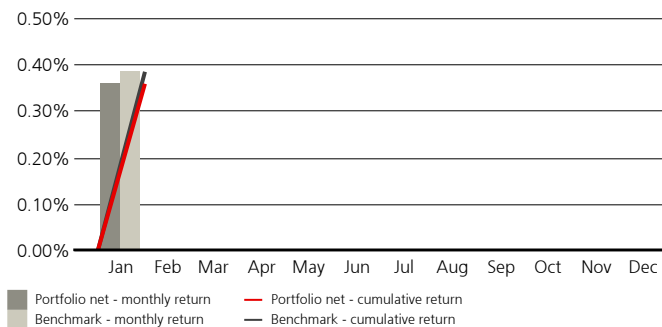 0.50%
0.40%
0.30%
0.20%
0.10%
0.00%
Jan Feb Mar Apr May Jun Jul Aug Sep Oct Nov Dec
Portfolio net - monthly return Portfolio net - cumulative return
Benchmark - monthly return Benchmark - cumulative return